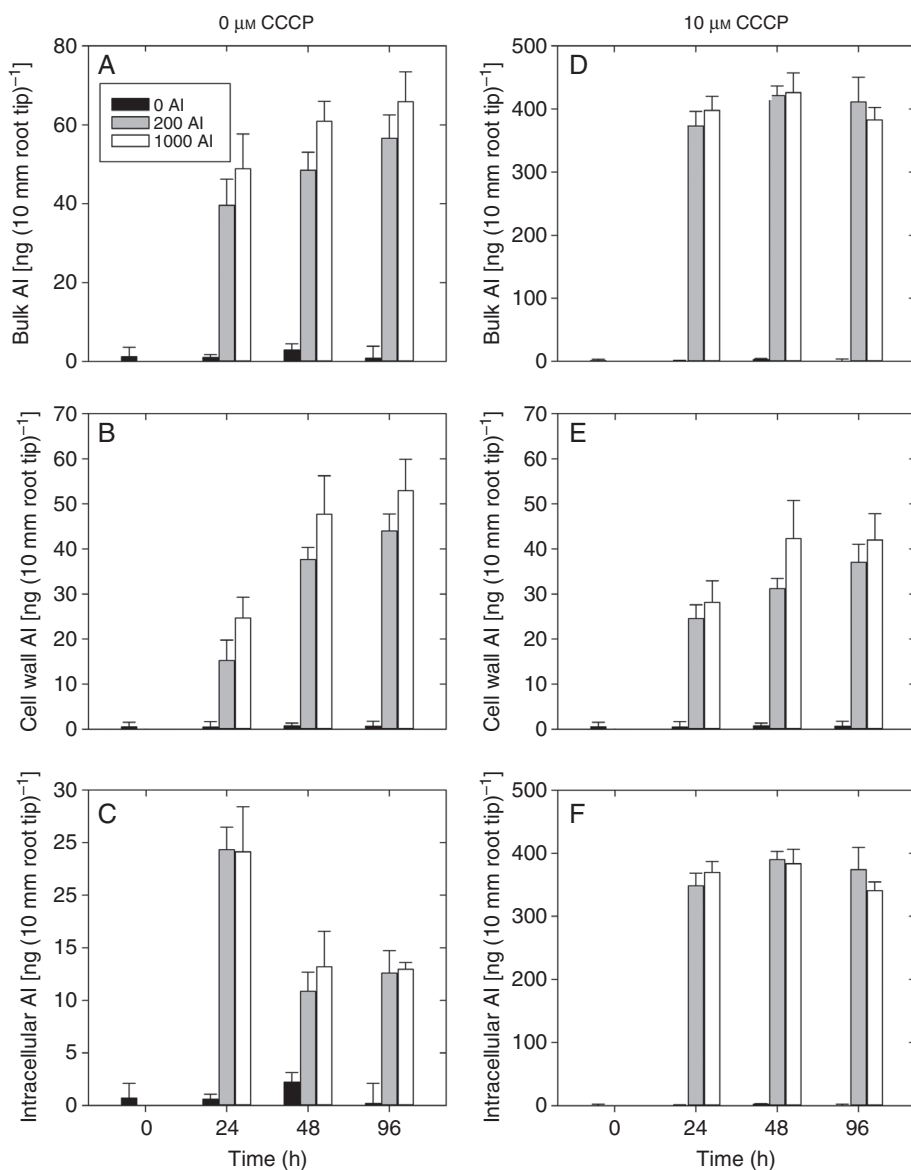 0 μM CCCP
10 μM CCCP
A
0 Al
200 Al
1000 Al
Bulk Al [ng (10 mm root tip)⁻¹]
80
60
40
20
0
D
Bulk Al [ng (10 mm root tip)⁻¹]
500
400
300
200
100
0
B
Cell wall Al [ng (10 mm root tip)⁻¹]
70
60
50
40
30
20
10
0
E
Cell wall Al [ng (10 mm root tip)⁻¹]
70
60
50
40
30
20
10
0
C
Intracellular Al [ng (10 mm root tip)⁻¹]
30
25
25
15
10
5
0
0 24 48 96
Time (h)
F
Intracellular Al [ng (10 mm root tip)⁻¹]
500
400
300
200
100
0
0 24 48 96
Time (h)